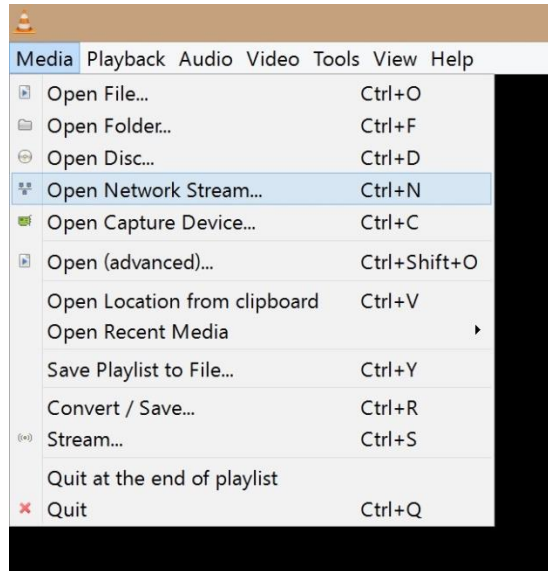 Media Playback Audio Video Tools View Help
Open File... Ctrl+O
Open Folder... Ctrl+F
Open Disc... Ctrl+D
Open Network Stream... Ctrl+N
Open Capture Device... Ctrl+C
Open (advanced)... Ctrl+Shift+O
Open Location from clipboard Ctrl+V
Open Recent Media
Save Playlist to File... Ctrl+Y
Convert / Save... Ctrl+R
Stream... Ctrl+S
Quit at the end of playlist
Quit Ctrl+Q